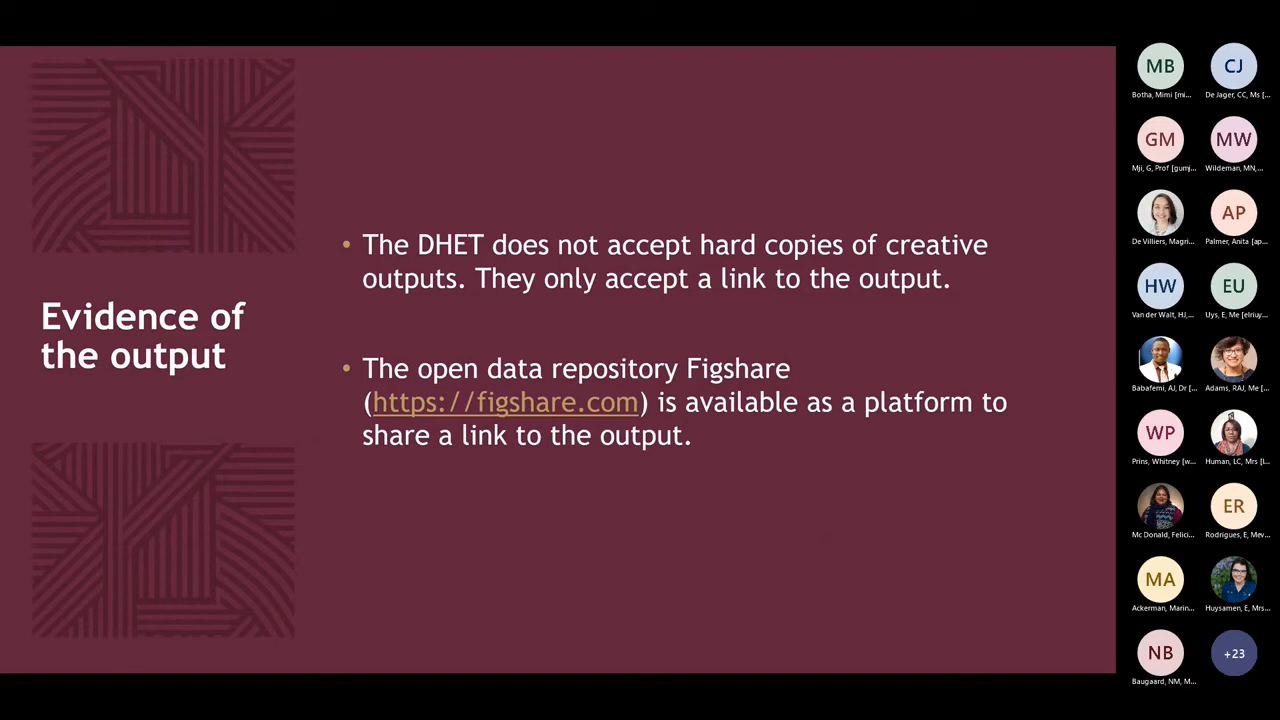 Evidence of
the output
• The DHET does not accept hard copies of creative
outputs. They only accept a link to the output.
• The open data repository Figshare
(https://figshare.com) is available as a platform to
share a link to the output.
MB
CJ
Botha, Mimi [mi...
De Jager, CC, Ms [...
GM
MW
Mji, G, Prof [gumj...
Wildeman, MN,...
AP
De Villiers, Magri...
Palmer, Anita [ap...
HW
EU
Van der Walt, HJ,...
Uys, E, Me [elriuy...
Babafemi, AJ, Dr [...
Adams, RAJ, Me [...
WP
Prins, Whitney [w...
Human, LC, Mrs [l...
ER
Mc Donald, Felici...
Rodrigues, E, Mev...
MA
Ackerman, Marin...
Huysamen, E, Mrs...
NB
+23
Baugaard, NM, M...